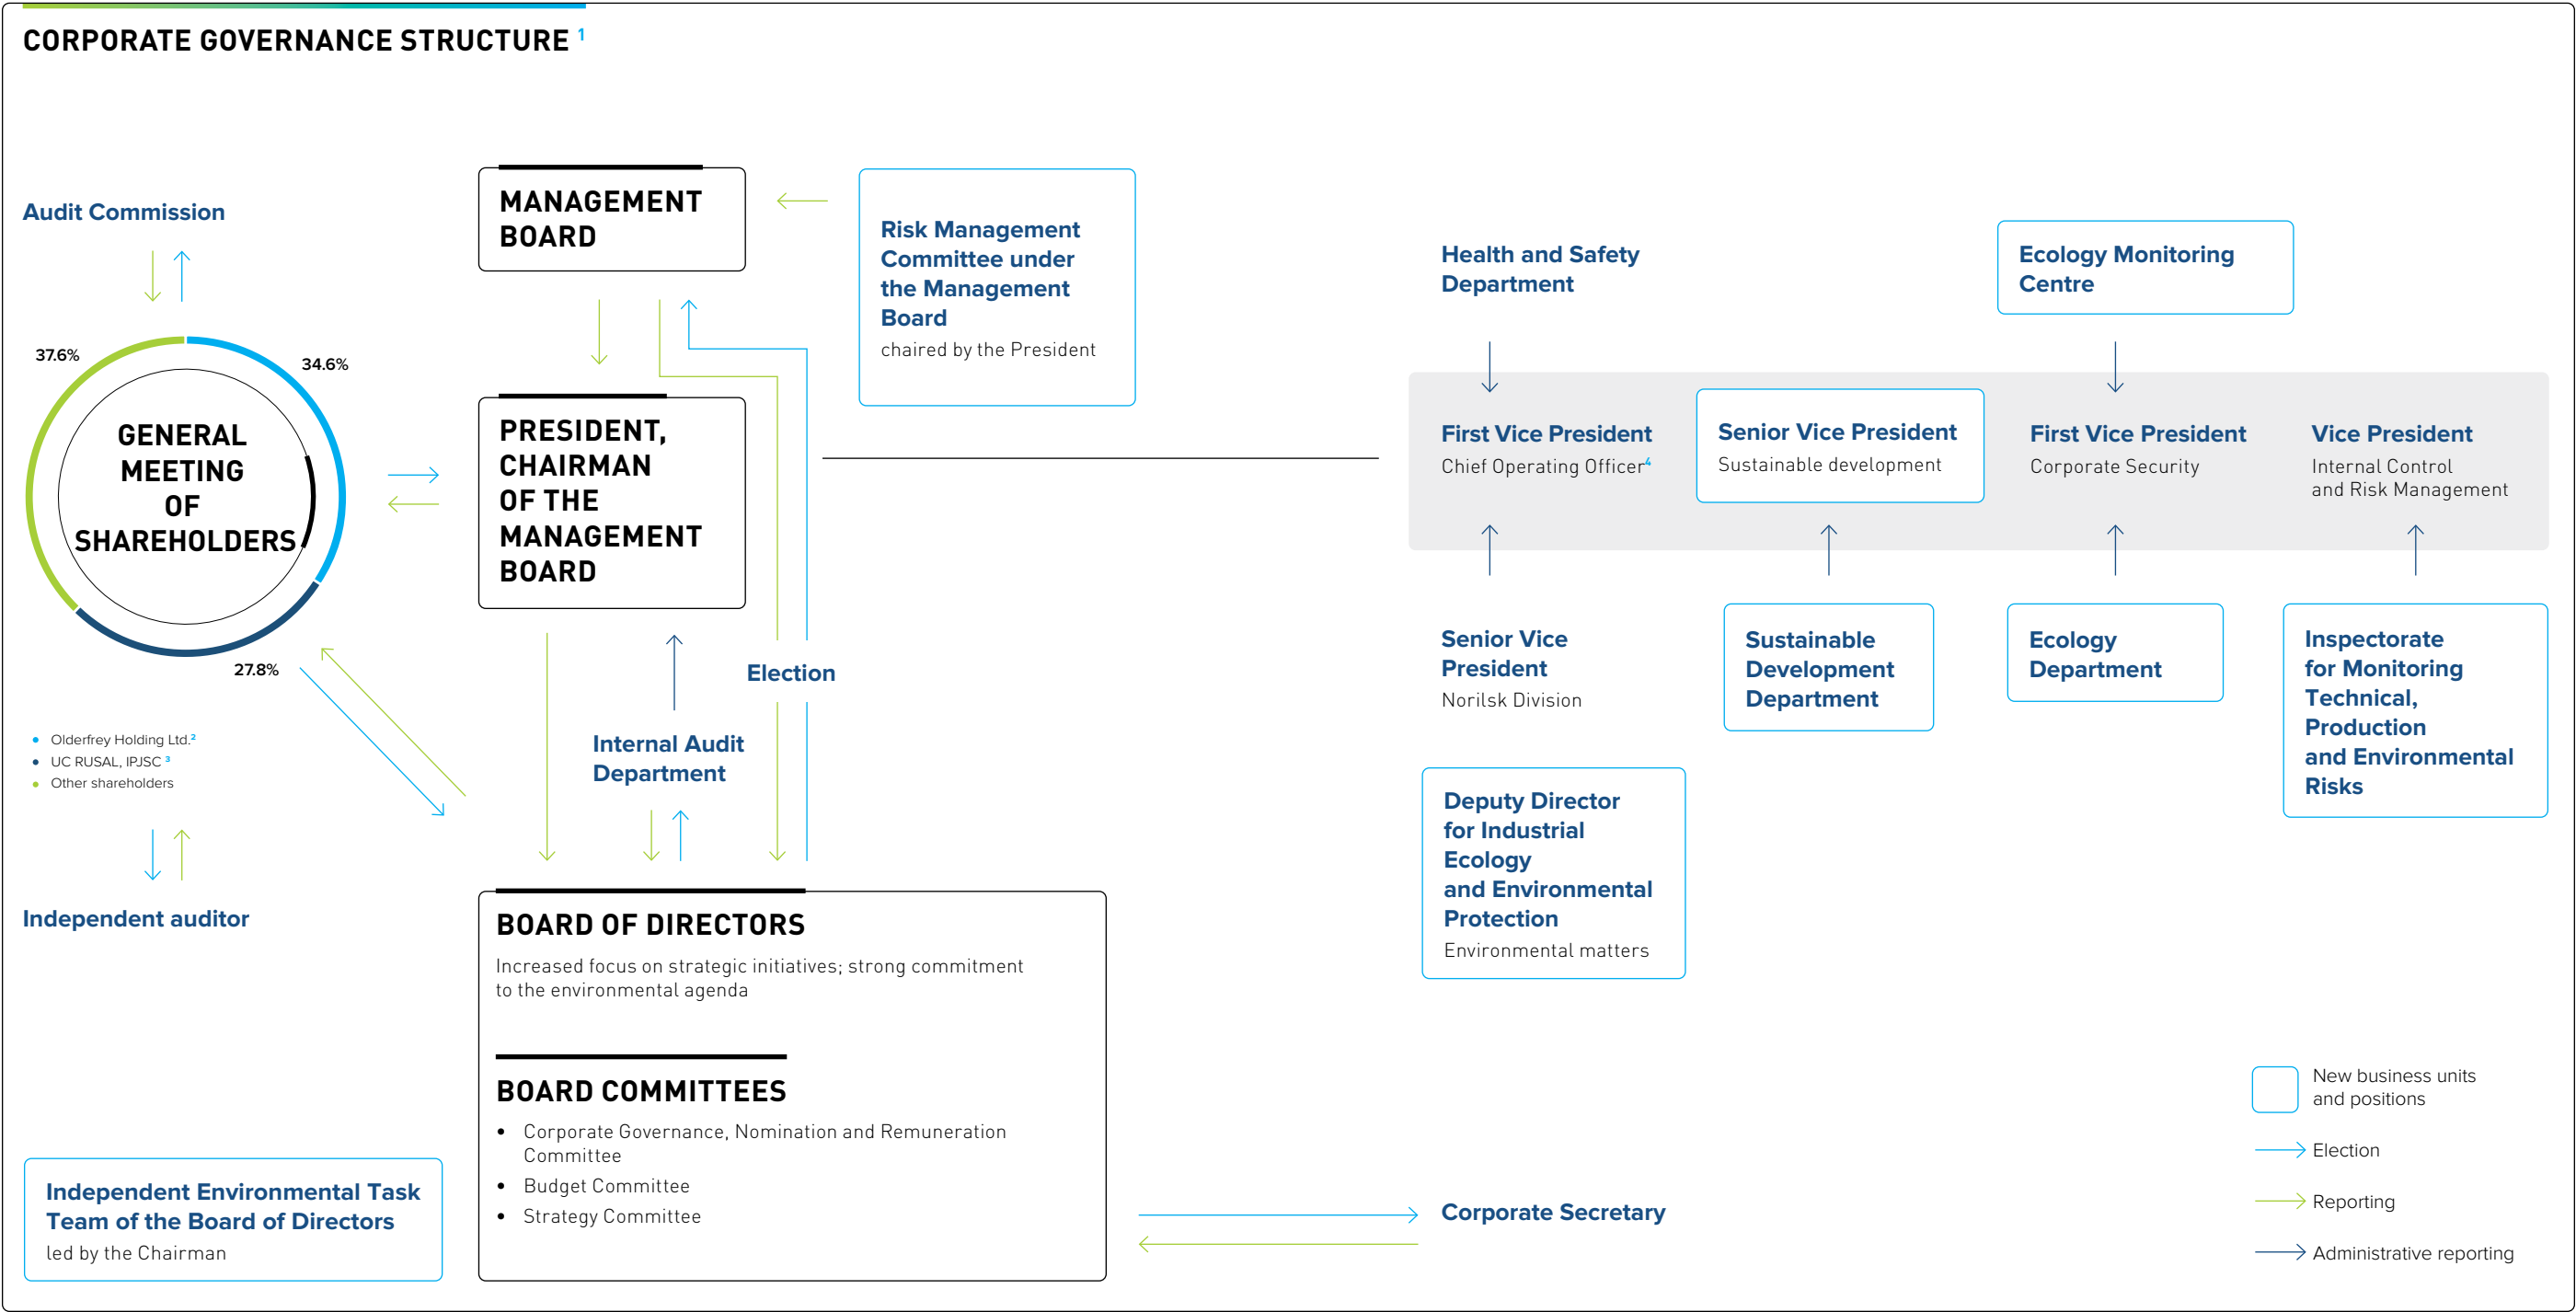 CORPORATE GOVERNANCE STRUCTURE 1
Audit Commission
37.6%
34.6%
GENERAL
MEETING
OF
SHAREHOLDERS
27.8%
Olderfrey Holding Ltd.2
UC RUSAL, IPJSC 3
Other shareholders
Independent auditor
Independent Environmental Task
Team of the Board of Directors
led by the Chairman
MANAGEMENT
BOARD
Risk Management
Committee under
the Management
Board
chaired by the President
PRESIDENT,
CHAIRMAN
OF THE
MANAGEMENT
BOARD
Election
Internal Audit
Department
BOARD OF DIRECTORS
Increased focus on strategic initiatives; strong commitment
to the environmental agenda
BOARD COMMITTEES
• Corporate Governance, Nomination and Remuneration
Committee
• Budget Committee
• Strategy Committee
Corporate Secretary
Health and Safety
Department
Ecology Monitoring
Centre
First Vice President
Chief Operating Officer4
Senior Vice President
Sustainable development
First Vice President
Corporate Security
Vice President
Internal Control
and Risk Management
Senior Vice
President
Norilsk Division
Sustainable
Development
Department
Ecology
Department
Inspectorate
for Monitoring
Technical,
Production
and Environmental
Risks
Deputy Director
for Industrial
Ecology
and Environmental
Protection
Environmental matters
New business units
and positions
Election
Reporting
Administrative reporting